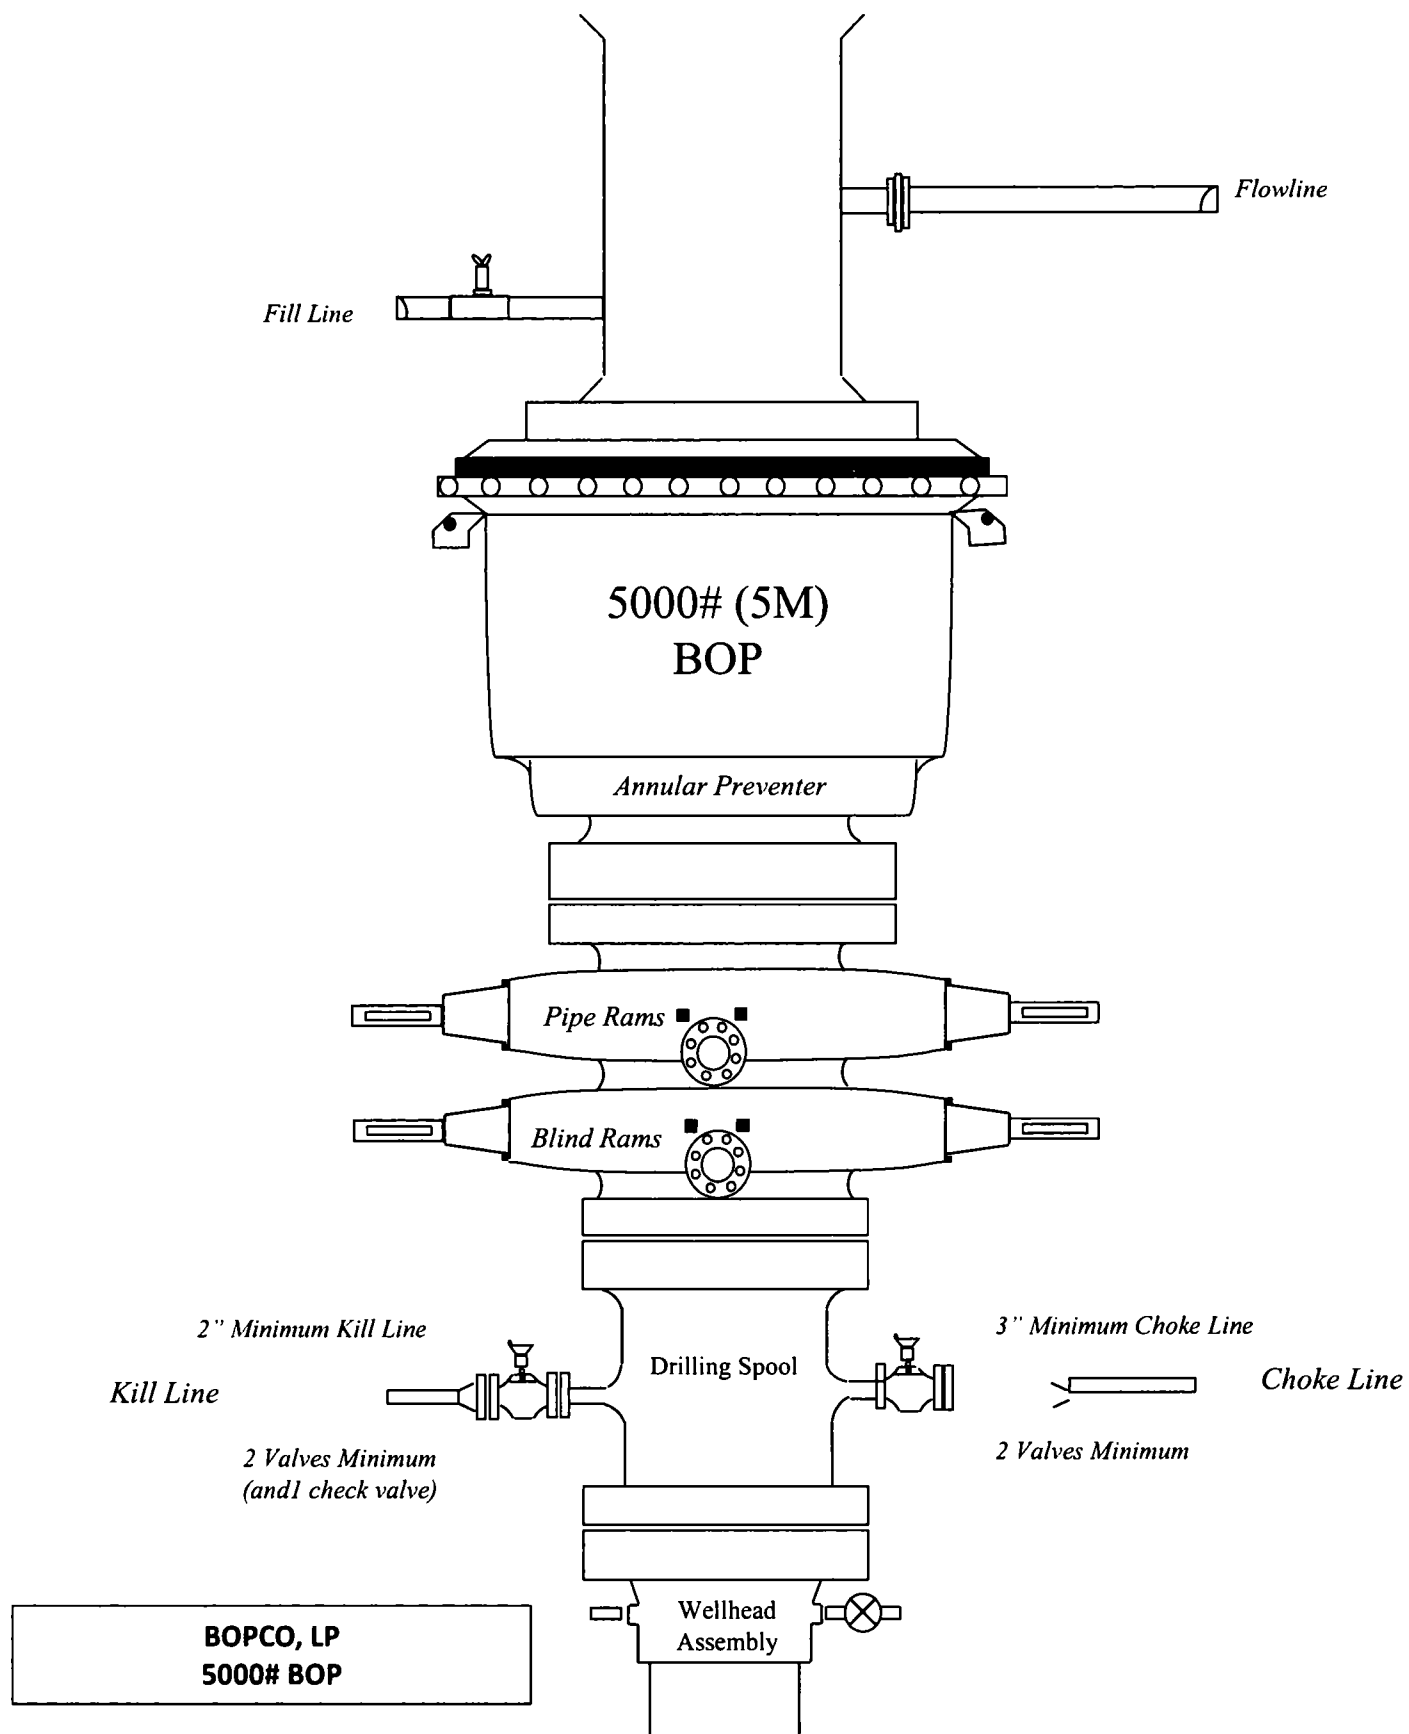 Flowline
Fill Line
5000# (5M)
BOP
Annular Preventer
Pipe Rams
Blind Rams
2" Minimum Kill Line
3" Minimum Choke Line
Drilling Spool
Kill Line
Choke Line
2 Valves Minimum
(and1 check valve)
2 Valves Minimum
Wellhead
Assembly
BOPCO, LP
5000# BOP